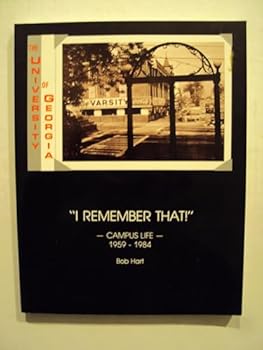 THE UNIVERSITY
OF GEORGIA
VARSITY
"I REMEMBER THAT!"
— CAMPUS LIFE —
1959 - 1984
Bob Hart